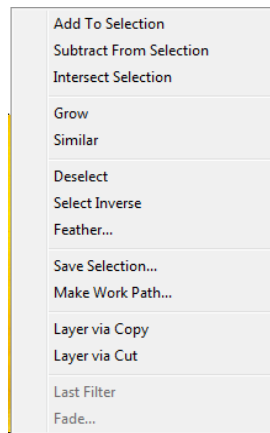 Add To Selection
Subtract From Selection
Intersect Selection
Grow
Similar
Deselect
Select Inverse
Feather...
Save Selection...
Make Work Path...
Layer via Copy
Layer via Cut
Last Filter
Fade...